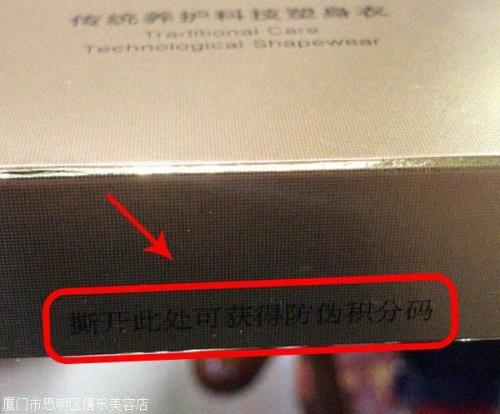 传统养护科技塑身衣
Traditional Care
Technological Shapewear
撕开此处可获得防伪积分码
厦门市思明区僖乐美容店